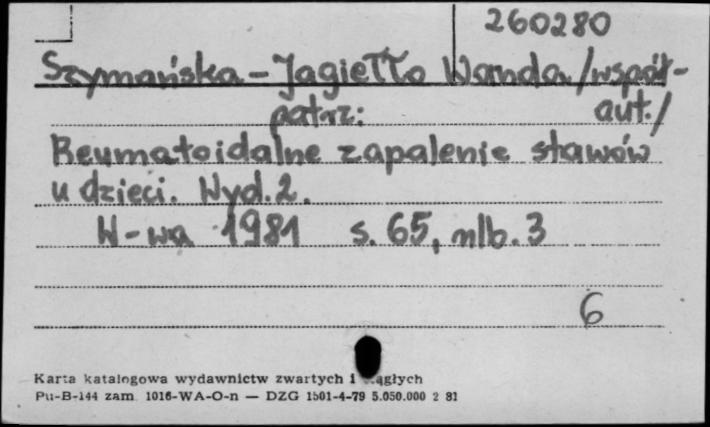 260280
Szymańska-Jagiełło Wanda /współ-
patrz: aut./
Reumatoidalne zapalenie stawów
u dzieci. Wyd. 2.
W-wa 1981 s. 65, nlb. 3
6
Karta katalogowa wydawnictw zwartych i
Pu-B-144 zam. 1016-WA-O-n — DZG 1501-4-79 5.050.000 2 81